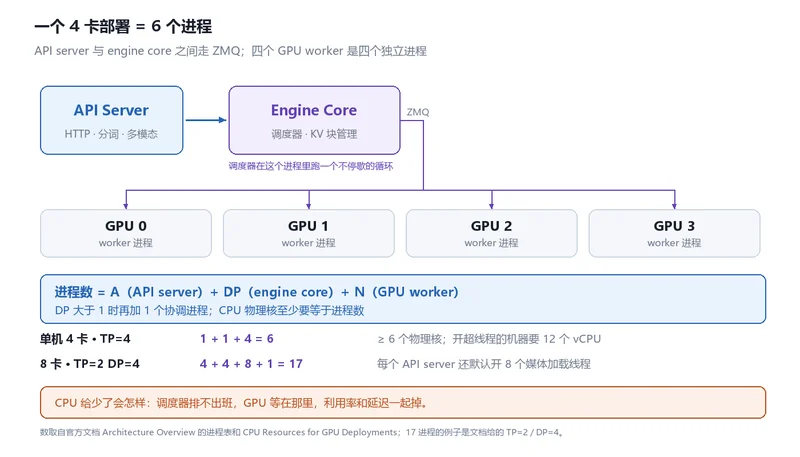 一个 4 卡部署 = 6 个进程
API server 与 engine core 之间走 ZMQ；四个 GPU worker 是四个独立进程
API Server
HTTP · 分词 · 多模态
Engine Core
调度器 · KV 块管理
ZMQ
调度器在这个进程里跑一个不停歇的循环
GPU 0
worker 进程
GPU 1
worker 进程
GPU 2
worker 进程
GPU 3
worker 进程
进程数 = A（API server）+ DP（engine core）+ N（GPU worker）
DP 大于 1 时再加 1 个协调进程；CPU 物理核至少要等于进程数
单机 4 卡 · TP=4 1 + 1 + 4 = 6 ≥ 6 个物理核；开超线程的机器要 12 个 vCPU
8 卡 · TP=2 DP=4 4 + 4 + 8 + 1 = 17 每个 API server 还默认开 8 个媒体加载线程
CPU 给少了会怎样：调度器排不出班，GPU 等在那里，利用率和延迟一起掉。
数取自官方文档 Architecture Overview 的进程表和 CPU Resources for GPU Deployments；17 进程的例子是文档给的 TP=2 / DP=4。